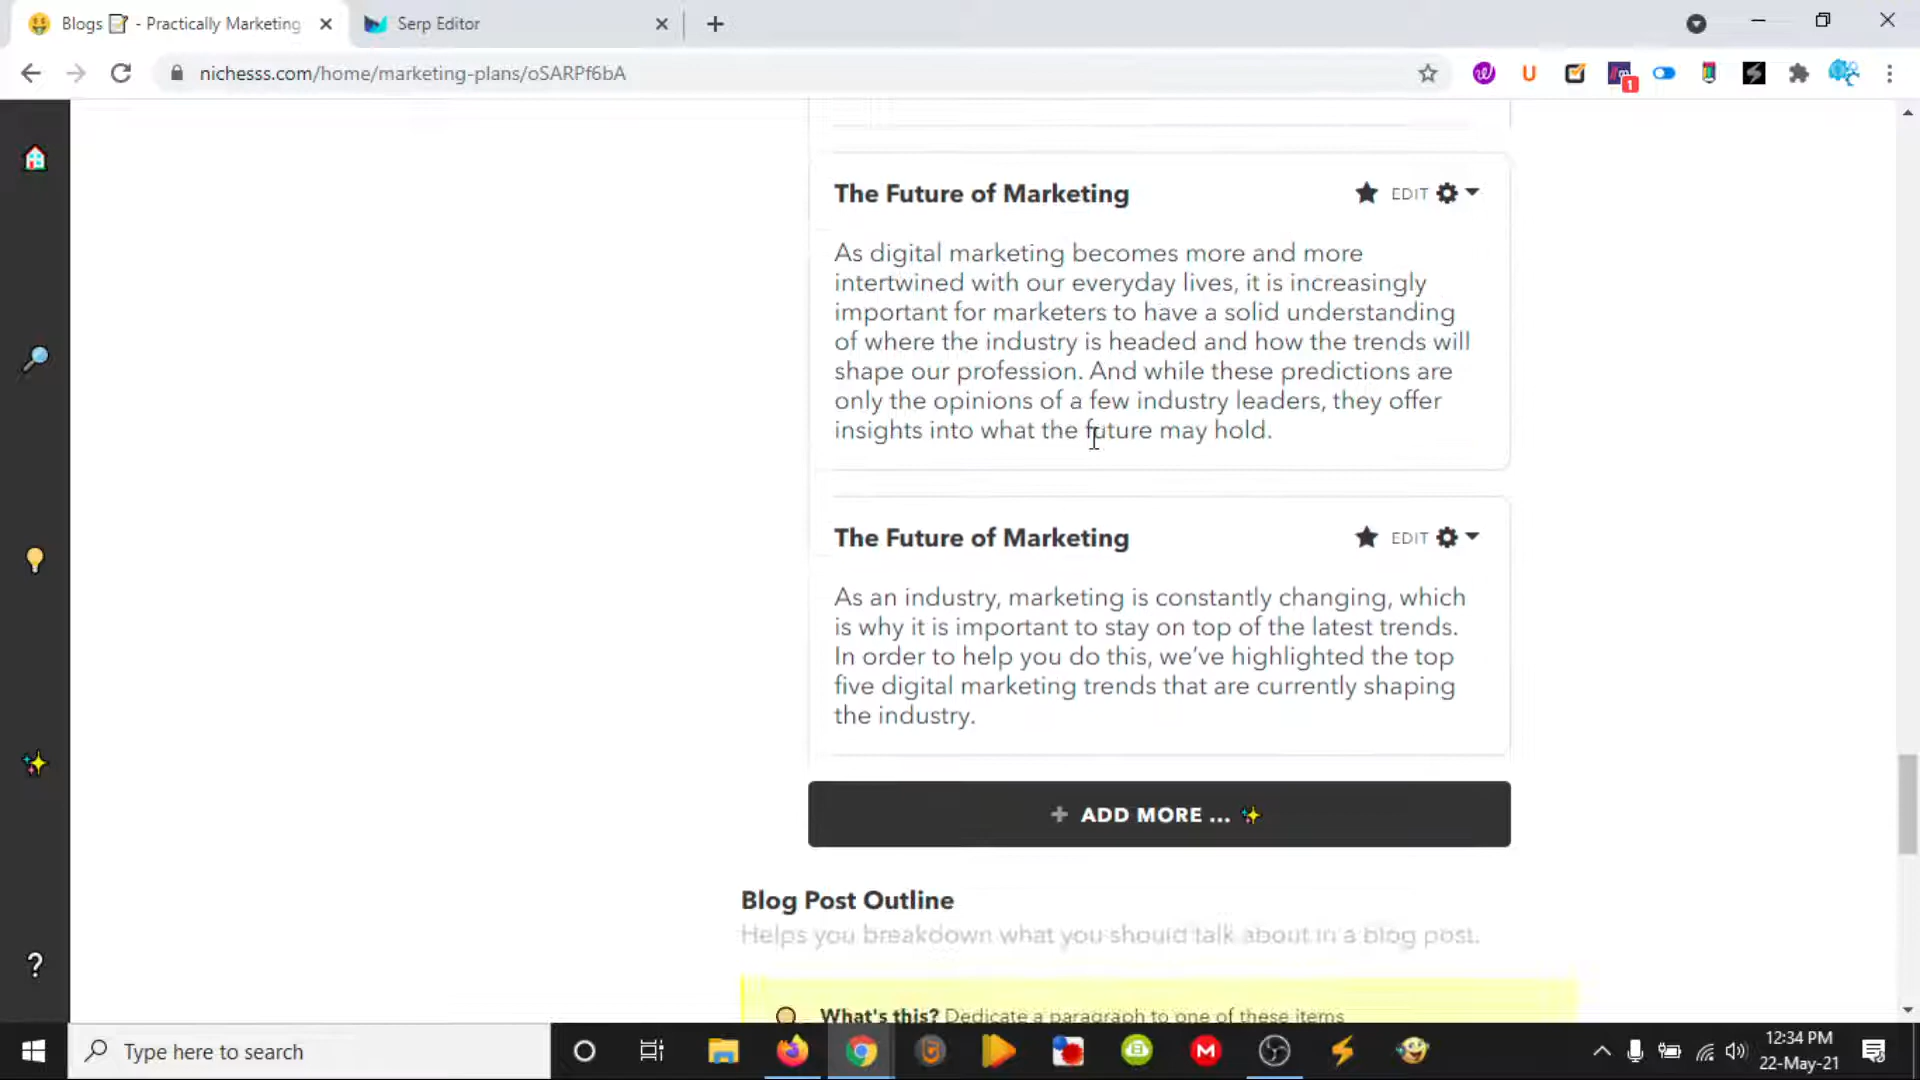 Blogs 📝 - Practically Marketing
Serp Editor
nichesss.com/home/marketing-plans/oSARPf6bA
1
The Future of Marketing
EDIT
As digital marketing becomes more and more
intertwined with our everyday lives, it is increasingly
important for marketers to have a solid understanding
of where the industry is headed and how the trends will
shape our profession. And while these predictions are
only the opinions of a few industry leaders, they offer
insights into what the future may hold.
The Future of Marketing
EDIT
As an industry, marketing is constantly changing, which
is why it is important to stay on top of the latest trends.
In order to help you do this, we’ve highlighted the top
five digital marketing trends that are currently shaping
the industry.
+ ADD MORE ... ✨
Blog Post Outline
Helps you breakdown what you should talk about in a blog post.
What's this? Dedicate a paragraph to one of these items
?
Type here to search
12:34 PM
22-May-21